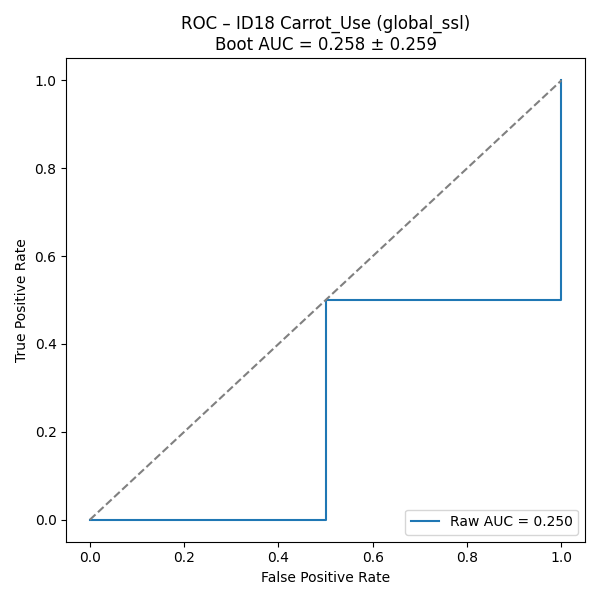 ROC – ID18 Carrot_Use (global_ssl)
Boot AUC = 0.258 ± 0.259
True Positive Rate
1.0
0.8
0.6
0.4
0.2
0.0
Raw AUC = 0.250
0.0 0.2 0.4 0.6 0.8 1.0
False Positive Rate